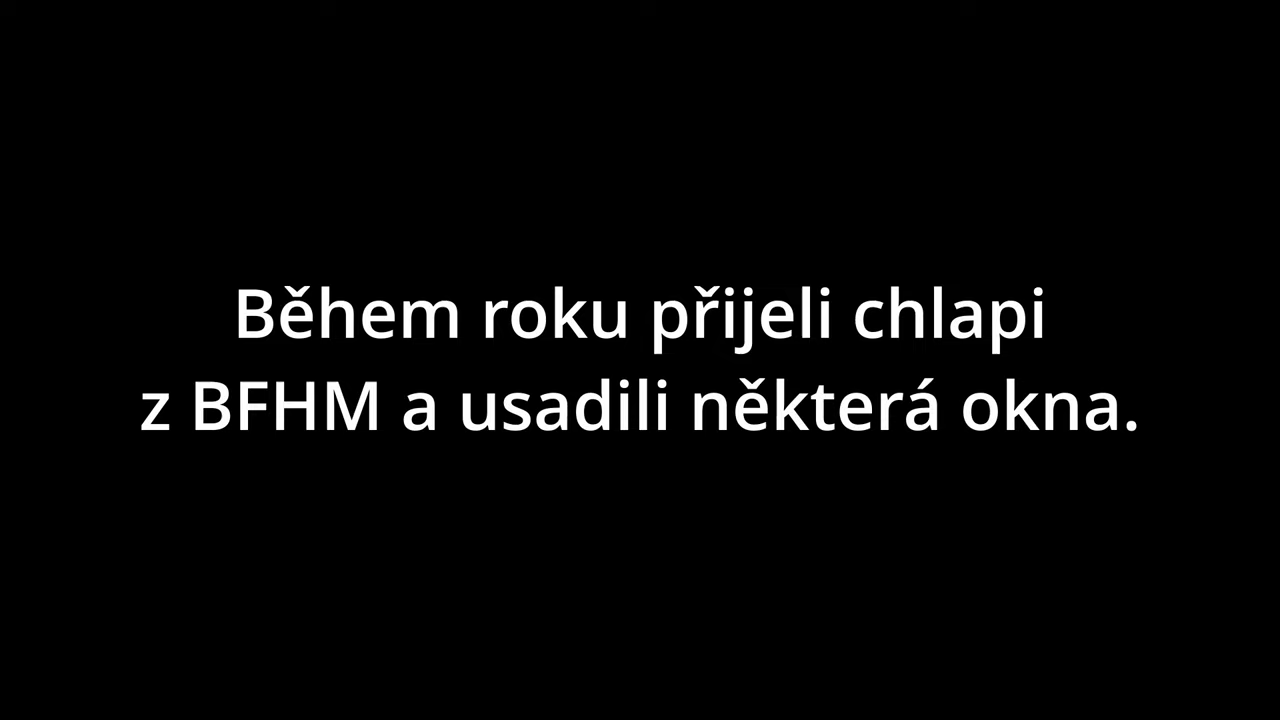 Během roku přijeli chlapi
z BFHM a usadili některá okna.